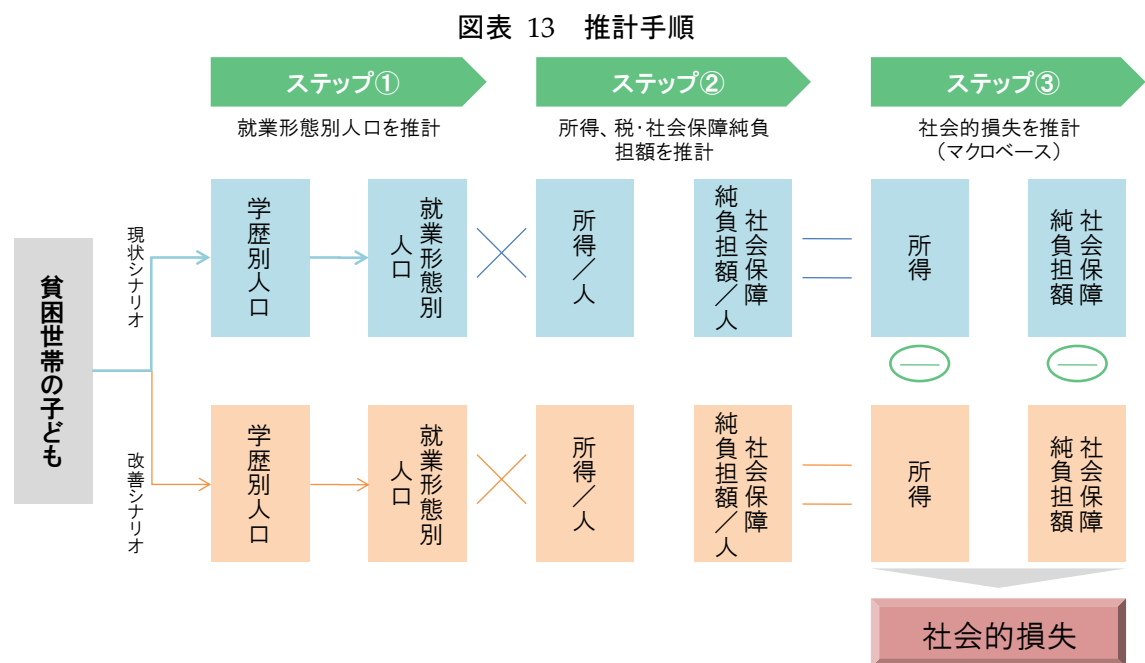 図表 13 推計手順
ステップ①
ステップ②
ステップ③
就業形態別人口を推計
所得、税・社会保障純負
担額を推計
社会的損失を推計
(マクロベース)
貧困世帯の子ども
現状シナリオ
学歴別人口
就業形態別
人口
所得/人
社会保障
純負担額/人
所得
社会保障
純負担額
改善シナリオ
学歴別人口
就業形態別
人口
所得/人
社会保障
純負担額/人
所得
社会保障
純負担額
社会的損失